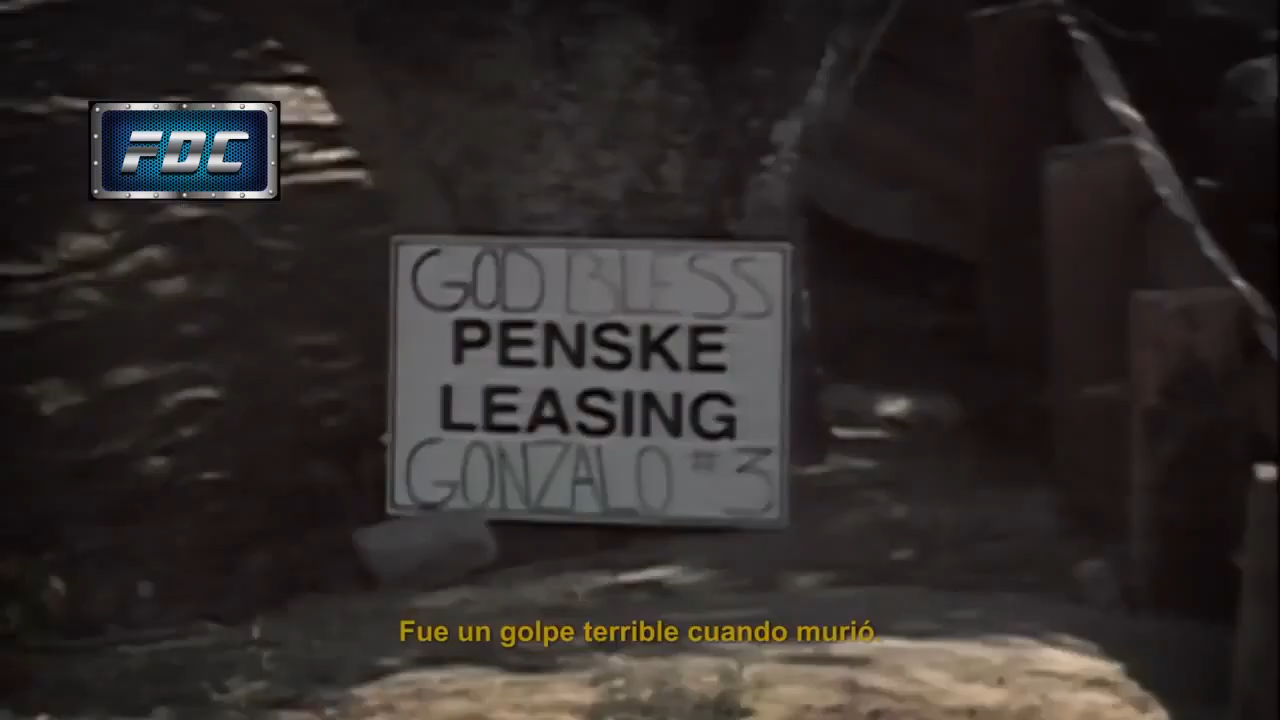 FDC
GOD BLESS
PENSKE
LEASING
GONZALO #3
Fue un golpe terrible cuando murió.